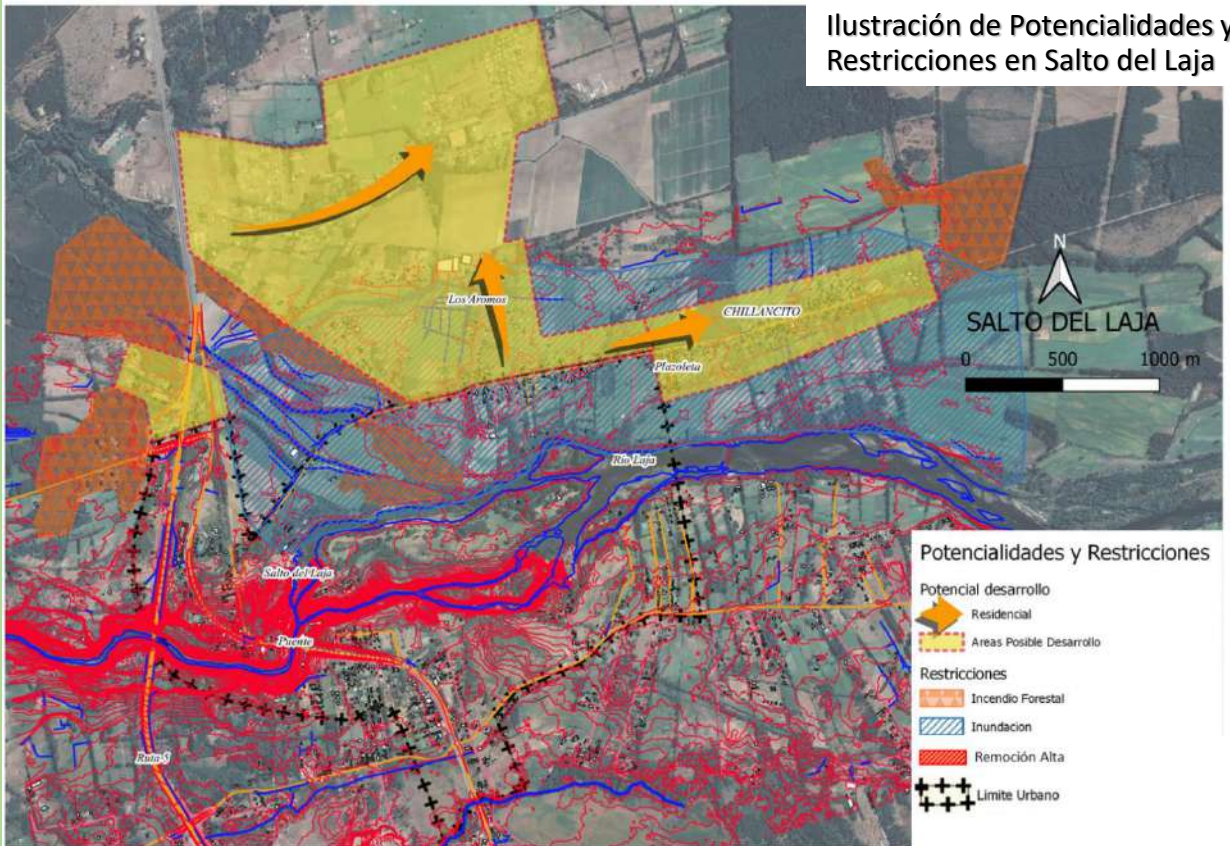 Ilustración de Potencialidades y
Restricciones en Salto del Laja
N
SALTO DEL LAJA
0 500 1000 m
Los Aromos
CHILLANCITO
Plazoleta
Río Laja
Salto del Laja
Puente
Ruta 5
Potencialidades y Restricciones
Potencial desarrollo
Residencial
Areas Posible Desarrollo
Restricciones
Incendio Forestal
Inundacion
Remoción Alta
Limite Urbano